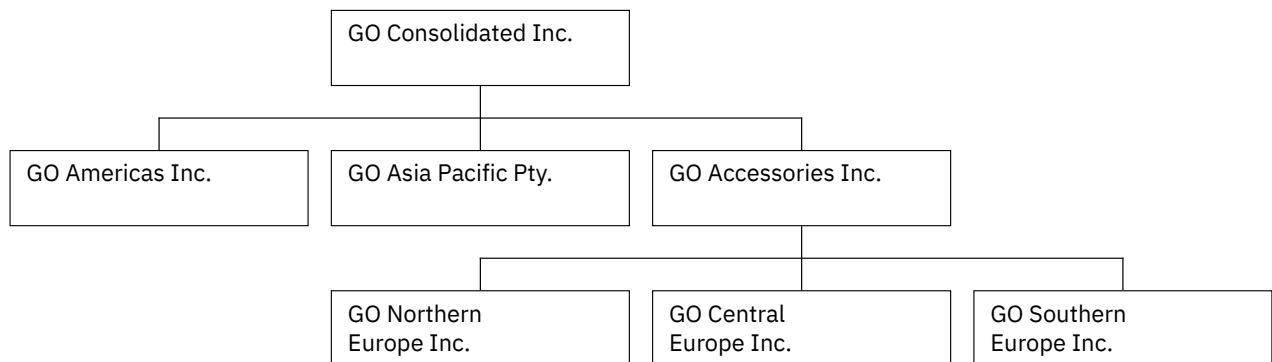 GO Consolidated Inc.
GO Americas Inc.
GO Asia Pacific Pty.
GO Accessories Inc.
GO Northern
Europe Inc.
GO Central
Europe Inc.
GO Southern
Europe Inc.